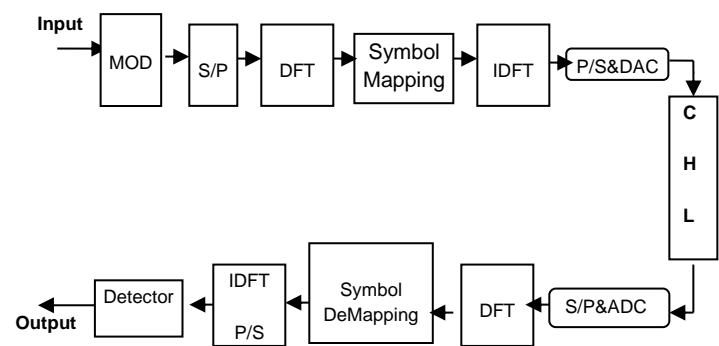 Input
MOD
S/P
DFT
Symbol
Mapping
IDFT
P/S&DAC
C
H
L
S/P&ADC
DFT
Symbol
DeMapping
IDFT
P/S
Detector
Output